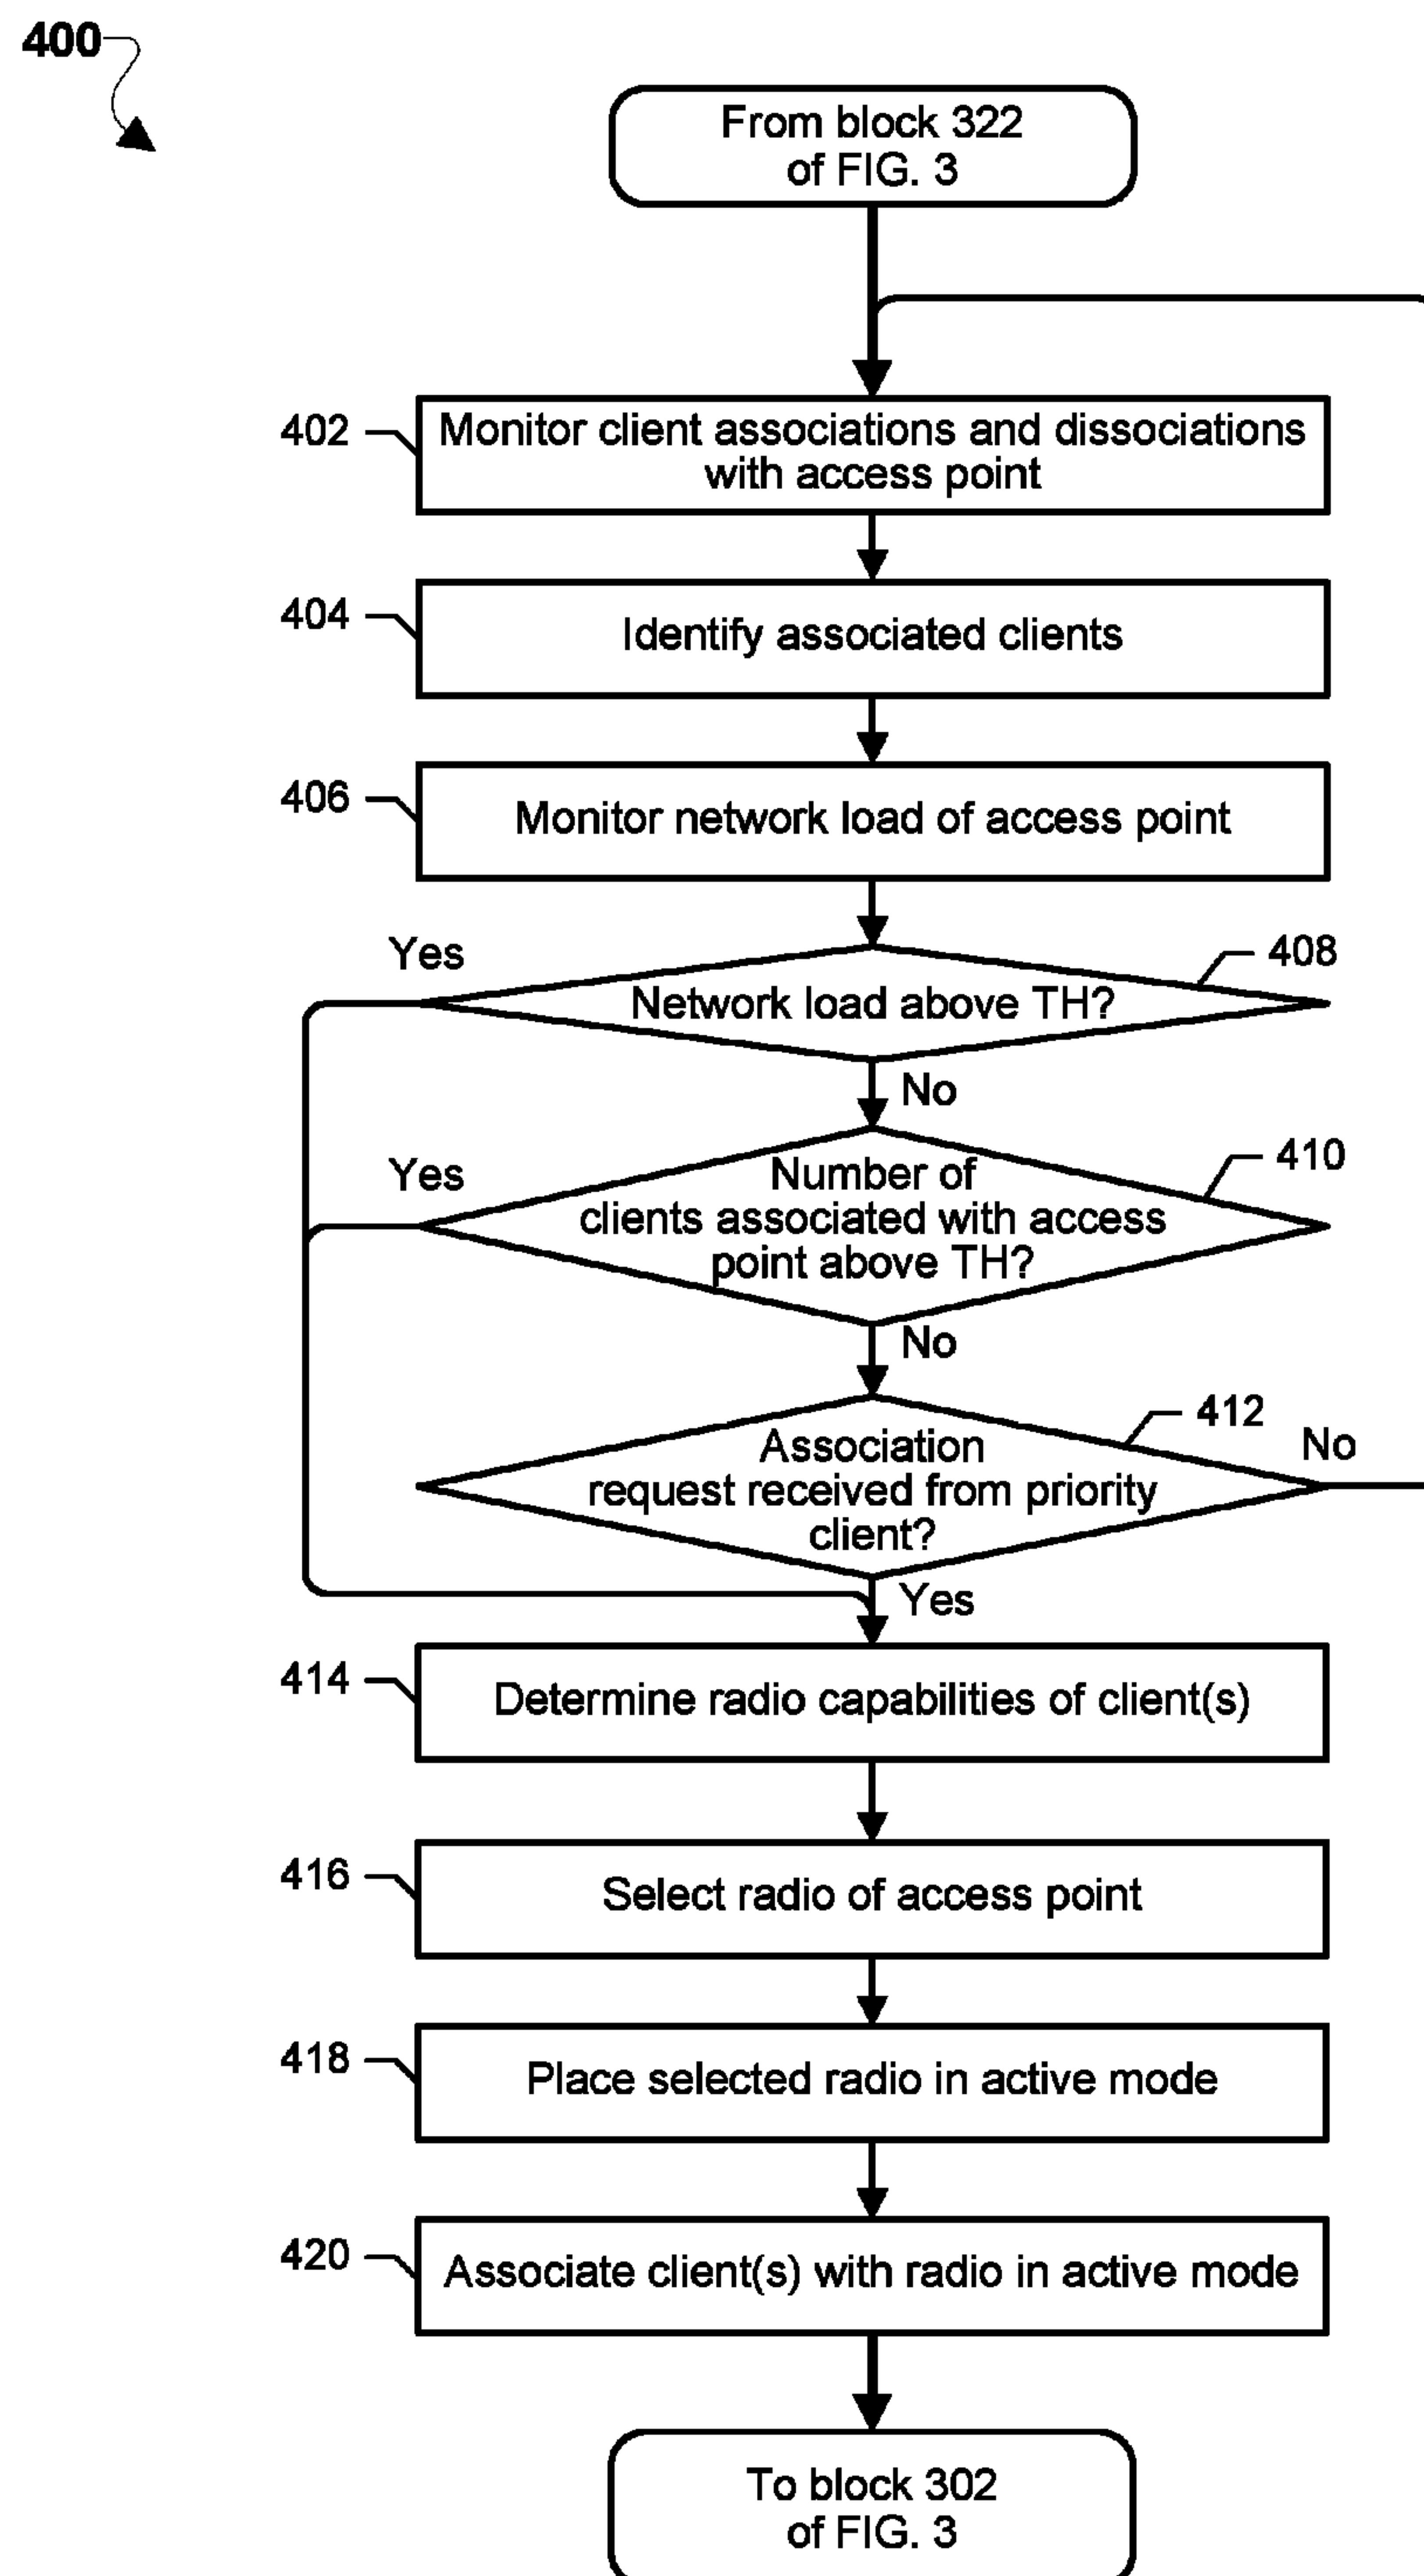 400
From block 322
of FIG. 3
402
Monitor client associations and dissociations
with access point
404
Identify associated clients
406
Monitor network load of access point
Yes
408
Network load above TH?
No
Yes
410
Number of
clients associated with access
point above TH?
No
412
No
Association
request received from priority
client?
Yes
414
Determine radio capabilities of client(s)
416
Select radio of access point
418
Place selected radio in active mode
420
Associate client(s) with radio in active mode
To block 302
of FIG. 3